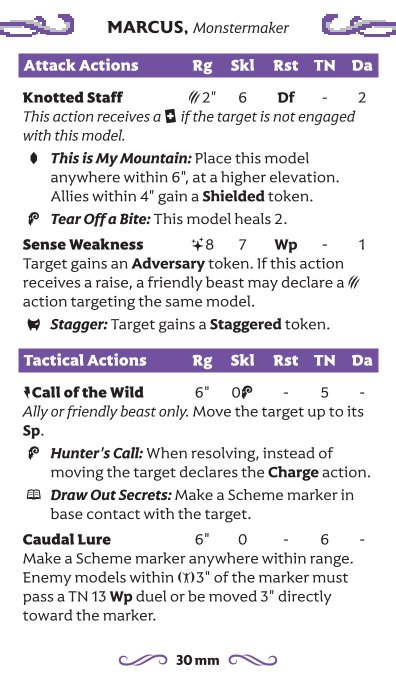 MARCUS, Monstermaker
Attack Actions Rg Skl Rst TN Da
Knotted Staff 2" 6 Df - 2
This action receives a if the target is not engaged
with this model.
This is My Mountain: Place this model
anywhere within 6", at a higher elevation.
Allies within 4" gain a Shielded token.
Tear Off a Bite: This model heals 2.
Sense Weakness 8 7 Wp - 1
Target gains an Adversary token. If this action
receives a raise, a friendly beast may declare a
action targeting the same model.
Stagger: Target gains a Staggered token.
Tactical Actions Rg Skl Rst TN Da
Call of the Wild 6" 0 - 5 -
Ally or friendly beast only. Move the target up to its
Sp.
Hunter's Call: When resolving, instead of
moving the target declares the Charge action.
Draw Out Secrets: Make a Scheme marker in
base contact with the target.
Caudal Lure 6" 0 - 6 -
Make a Scheme marker anywhere within range.
Enemy models within 3" of the marker must
pass a TN 13 Wp duel or be moved 3" directly
toward the marker.
30 mm